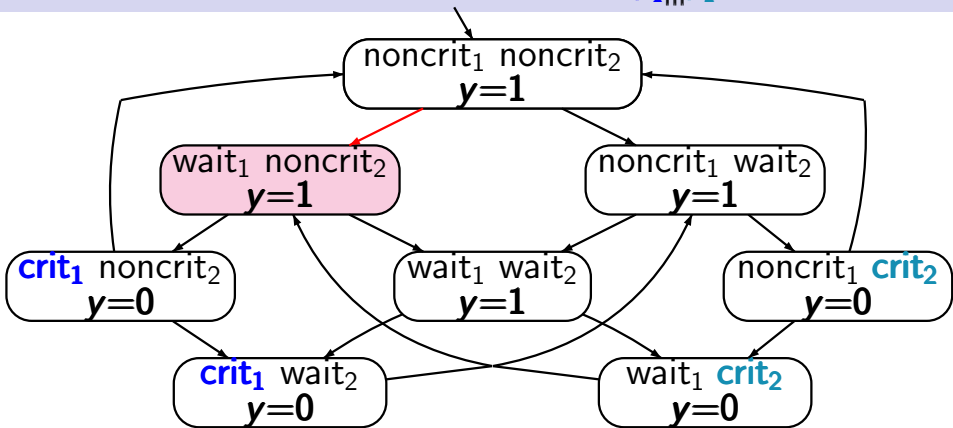 noncrit₁ noncrit₂
y=1
wait₁ noncrit₂
y=1
noncrit₁ wait₂
y=1
crit₁ noncrit₂
y=0
wait₁ wait₂
y=1
noncrit₁ crit₂
y=0
crit₁ wait₂
y=0
wait₁ crit₂
y=0